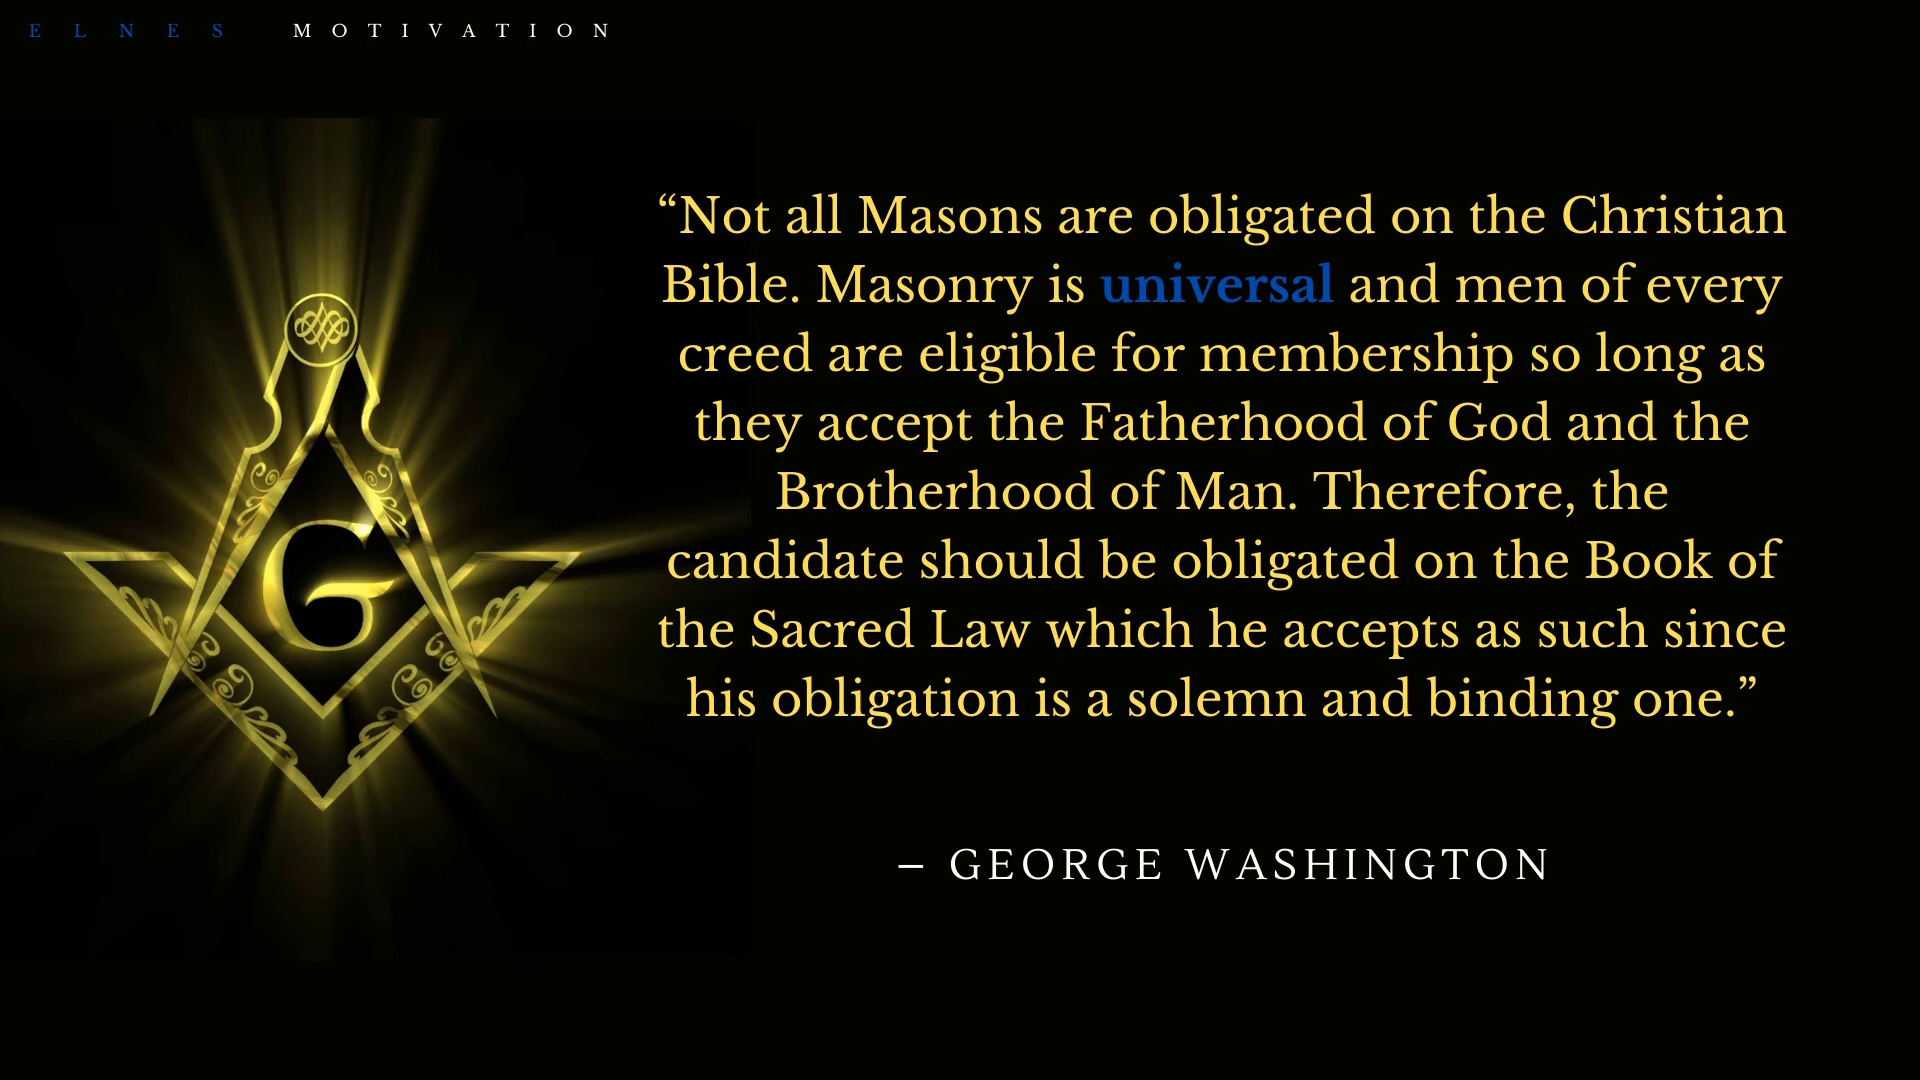 ELNES MOTIVATION
“Not all Masons are obligated on the Christian
Bible. Masonry is universal and men of every
creed are eligible for membership so long as
they accept the Fatherhood of God and the
Brotherhood of Man. Therefore, the
candidate should be obligated on the Book of
the Sacred Law which he accepts as such since
his obligation is a solemn and binding one.”
– GEORGE WASHINGTON
G